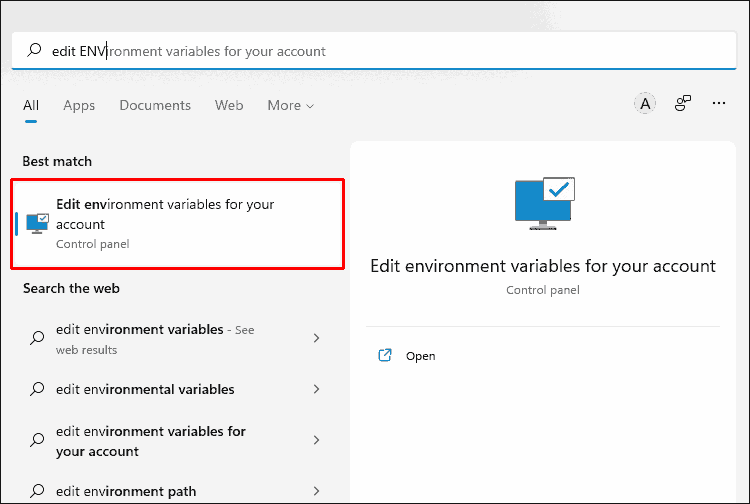 edit ENVironment variables for your account
All Apps Documents Web More
A
Best match
Edit environment variables for your
account
Control panel
Search the web
edit environment variables - See
web results
edit environmental variables
edit environment variables for
your account
edit environment path
Edit environment variables for your account
Control panel
Open